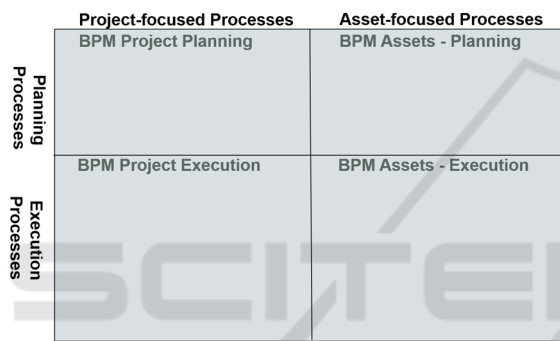 Project-focused Processes Asset-focused Processes
BPM Project Planning BPM Assets - Planning
Planning
Processes
BPM Project Execution BPM Assets - Execution
Execution
Processes
SCITE